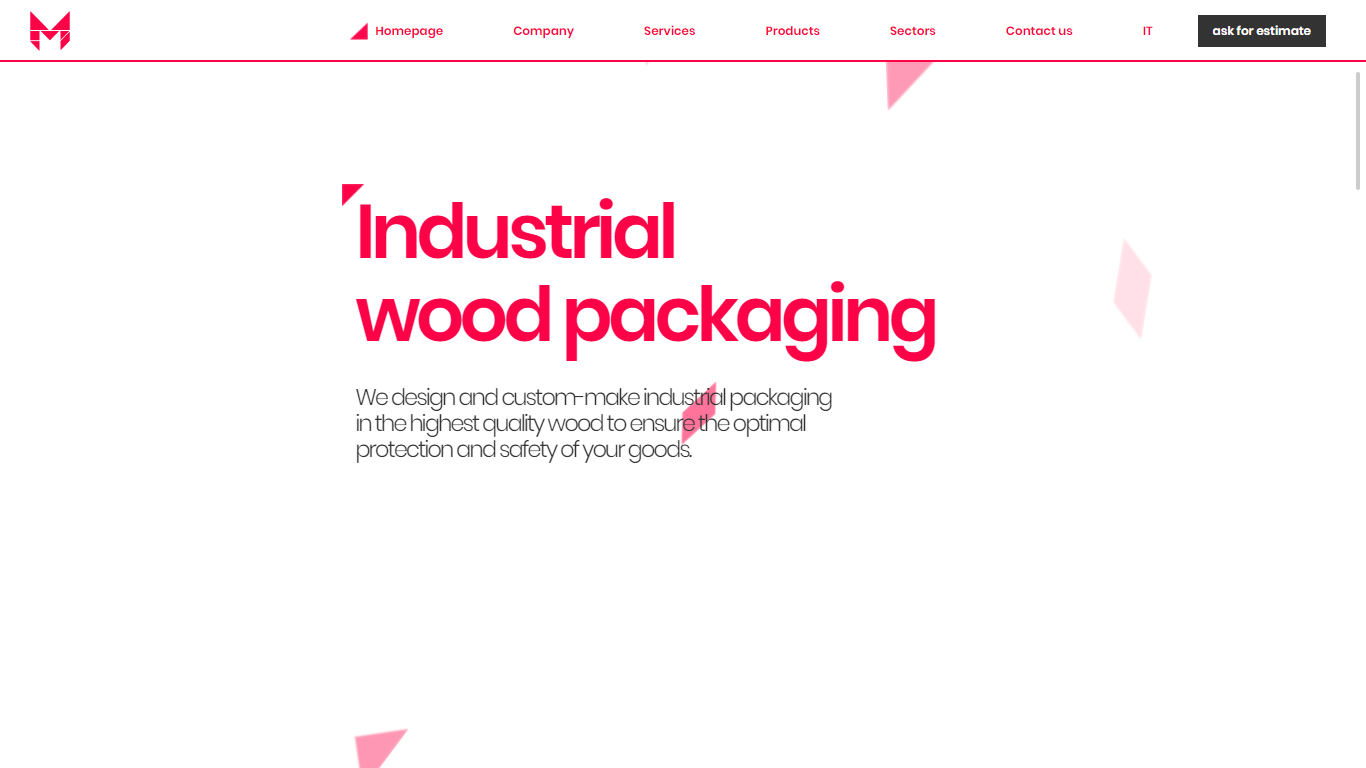 Homepage
Company
Services
Products
Sectors
Contact us
IT
ask for estimate
Industrial
wood packaging
We design and custom-make industrial packaging
in the highest quality wood to ensure the optimal
protection and safety of your goods.